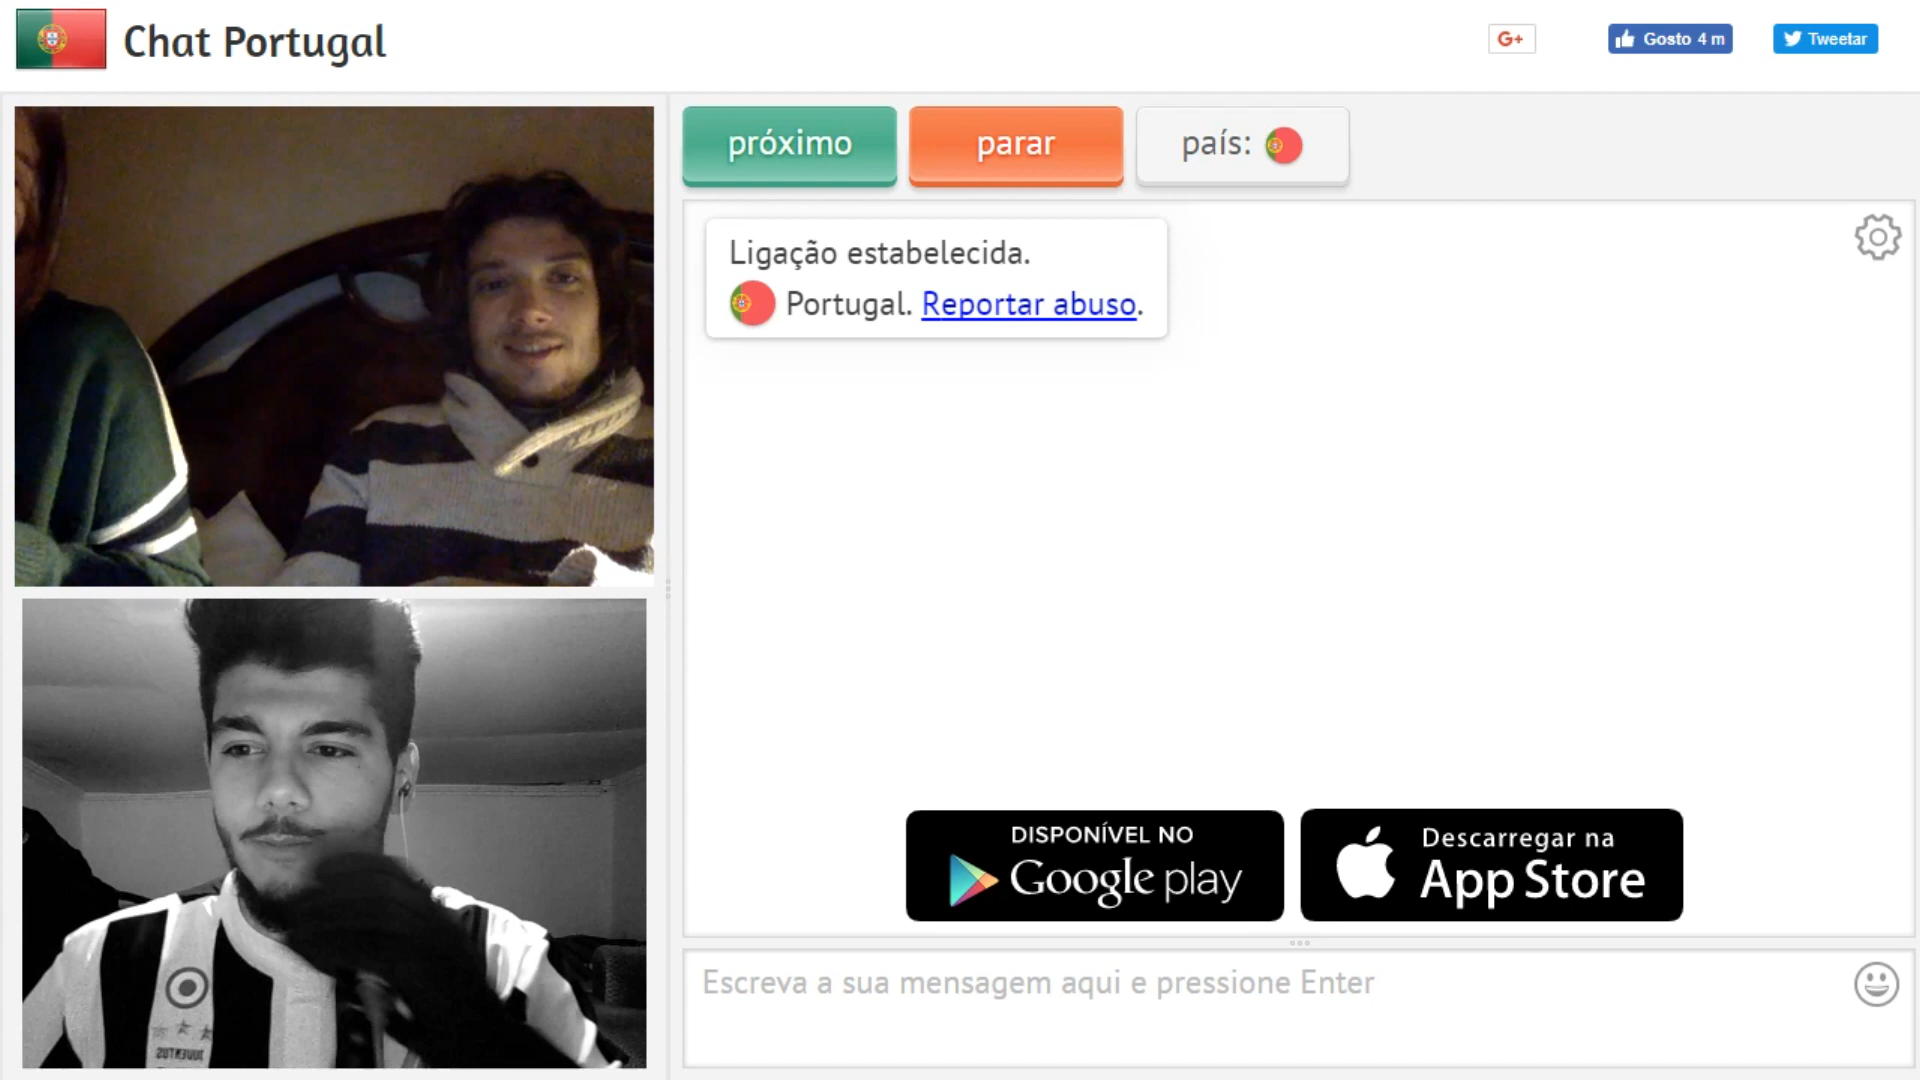 Chat Portugal
G+
Gosto 4 m
Tweetar
próximo
parar
país:
Ligação estabelecida.
Portugal. Reportar abuso.
DISPONÍVEL NO
Google play
Descarregar na
App Store
Escreva a sua mensagem aqui e pressione Enter
JUVENTUS